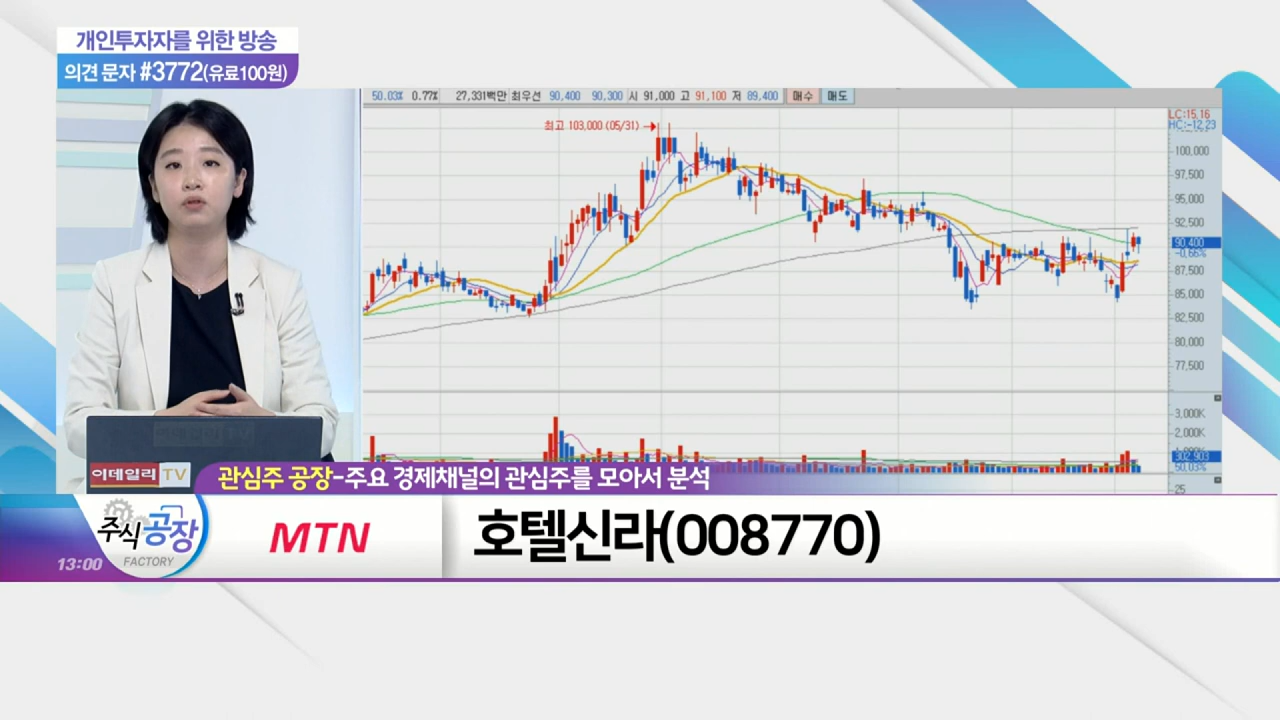 개인투자자를 위한 방송
의견 문자 #3772(유료100원)
50.03% 0.77% 27,331백만 최우선 90,400 90,300 시 91,000 고 91,100 저 89,400 매수 매도
LC:15.16
HC:-12.23
최고 103,000 (05/31)
100,000
97,500
95,000
92,500
90,400
-0.66%
87,500
85,000
82,500
80,000
77,500
3,000K
2,000K
302,903
50.03%
25
이데일리 TV
관심주 공장-주요 경제채널의 관심주를 모아서 분석
주식공장
FACTORY
13:00
MTN
호텔신라(008770)